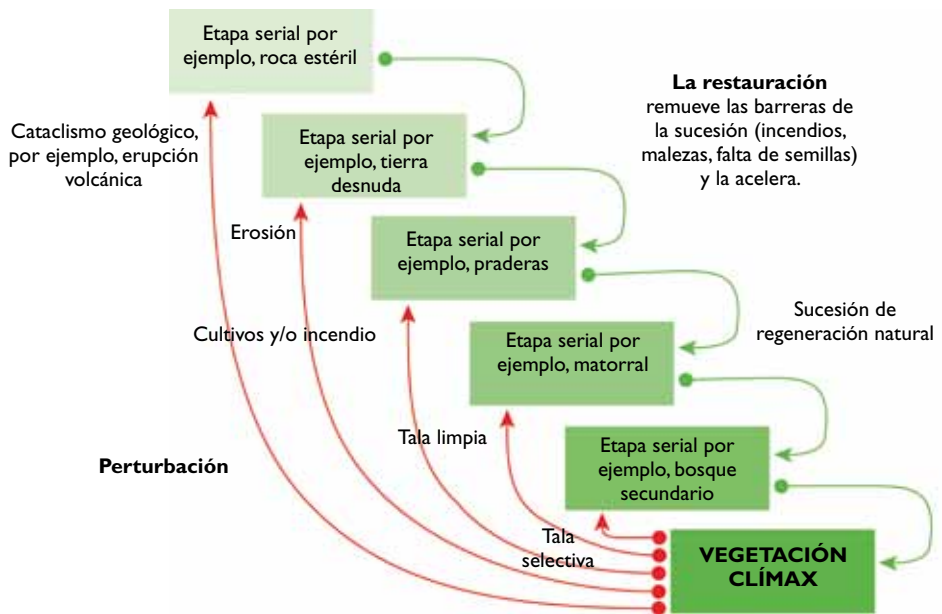 Etapa serial por
ejemplo, roca estéril
La restauración
remueve las barreras de
la sucesión (incendios,
malezas, falta de semillas)
y la acelera.
Cataclismo geológico,
por ejemplo, erupción
volcánica
Etapa serial por
ejemplo, tierra
desnuda
Erosión
Etapa serial por
ejemplo, praderas
Sucesión de
regeneración natural
Cultivos y/o incendio
Etapa serial por
ejemplo, matorral
Tala limpia
Perturbación
Etapa serial por
ejemplo, bosque
secundario
Tala
selectiva
VEGETACIÓN
CLÍMAX